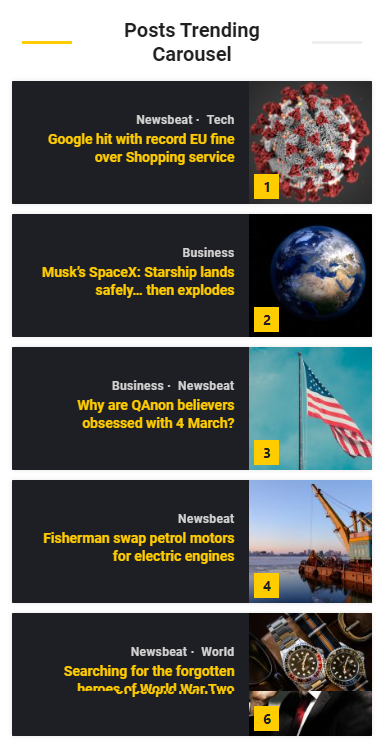 Posts Trending
Carousel
Newsbeat · Tech
Google hit with record EU fine
over Shopping service
1
Business
Musk's SpaceX: Starship lands
safely... then explodes
2
Business · Newsbeat
Why are QAnon believers
obsessed with 4 March?
3
Newsbeat
Fisherman swap petrol motors
for electric engines
4
Newsbeat · World
Searching for the forgotten
heroes of World War Two
6